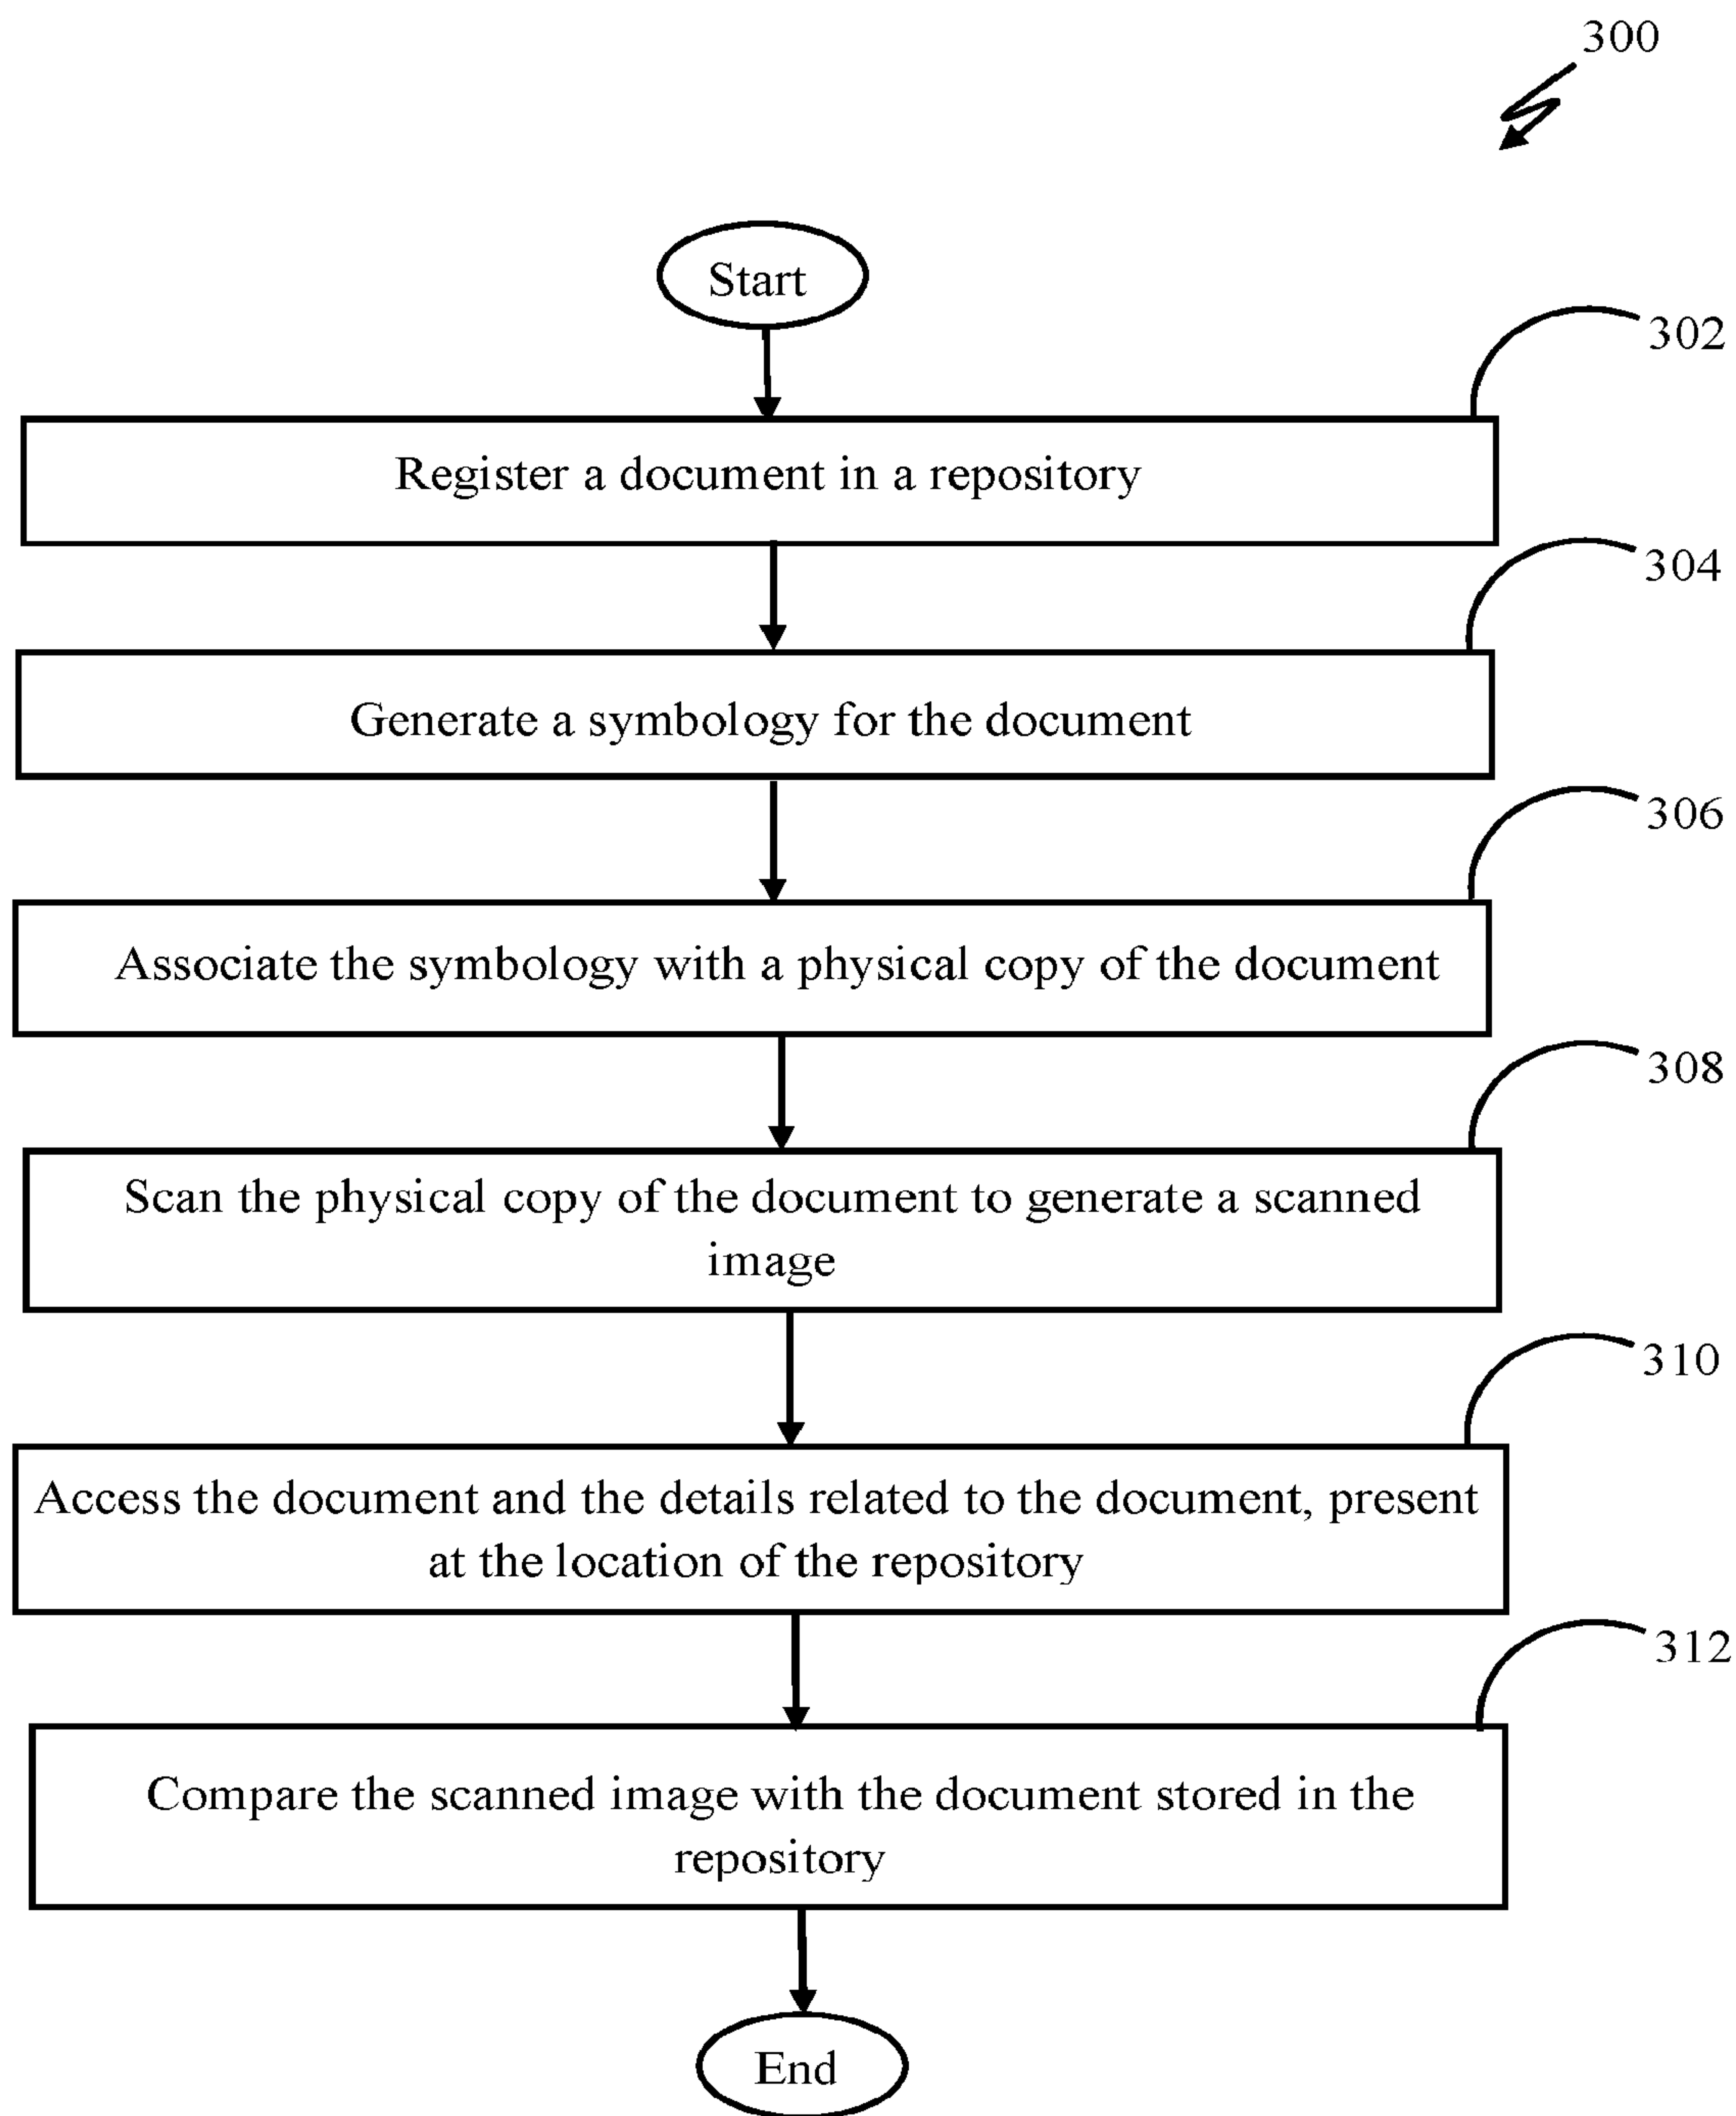 300
Start
302
Register a document in a repository
304
Generate a symbology for the document
306
Associate the symbology with a physical copy of the document
308
Scan the physical copy of the document to generate a scanned
image
310
Access the document and the details related to the document, present
at the location of the repository
312
Compare the scanned image with the document stored in the
repository
End